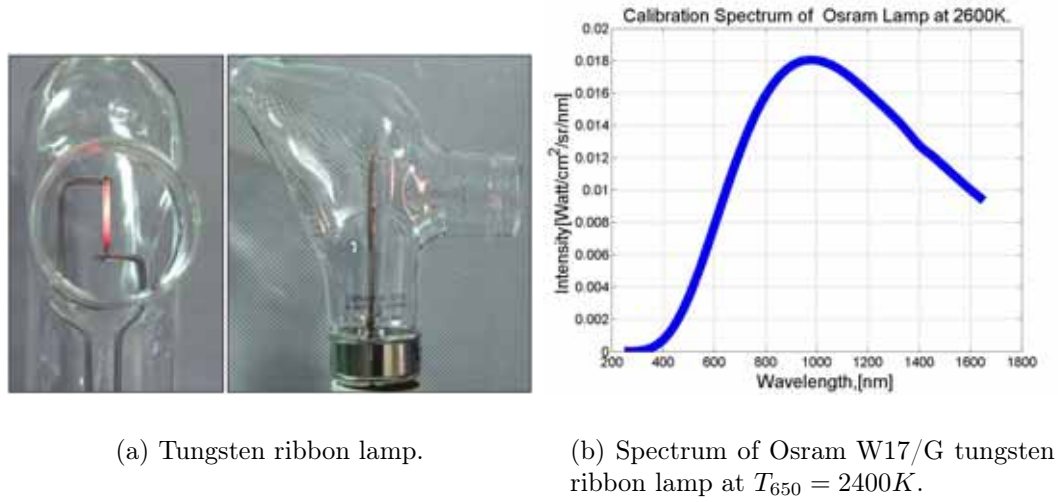 Calibration Spectrum of Osram Lamp at 2600K.
0.02
0.018
0.016
0.014
0.012
0.01
0.008
0.006
0.004
0.002
0
Intensity[Watt/cm²/sr/nm]
200 400 600 800 1000 1200 1400 1600 1800
Wavelength,[nm]
(a) Tungsten ribbon lamp.
(b) Spectrum of Osram W17/G tungsten
ribbon lamp at T₆₅₀ = 2400K.